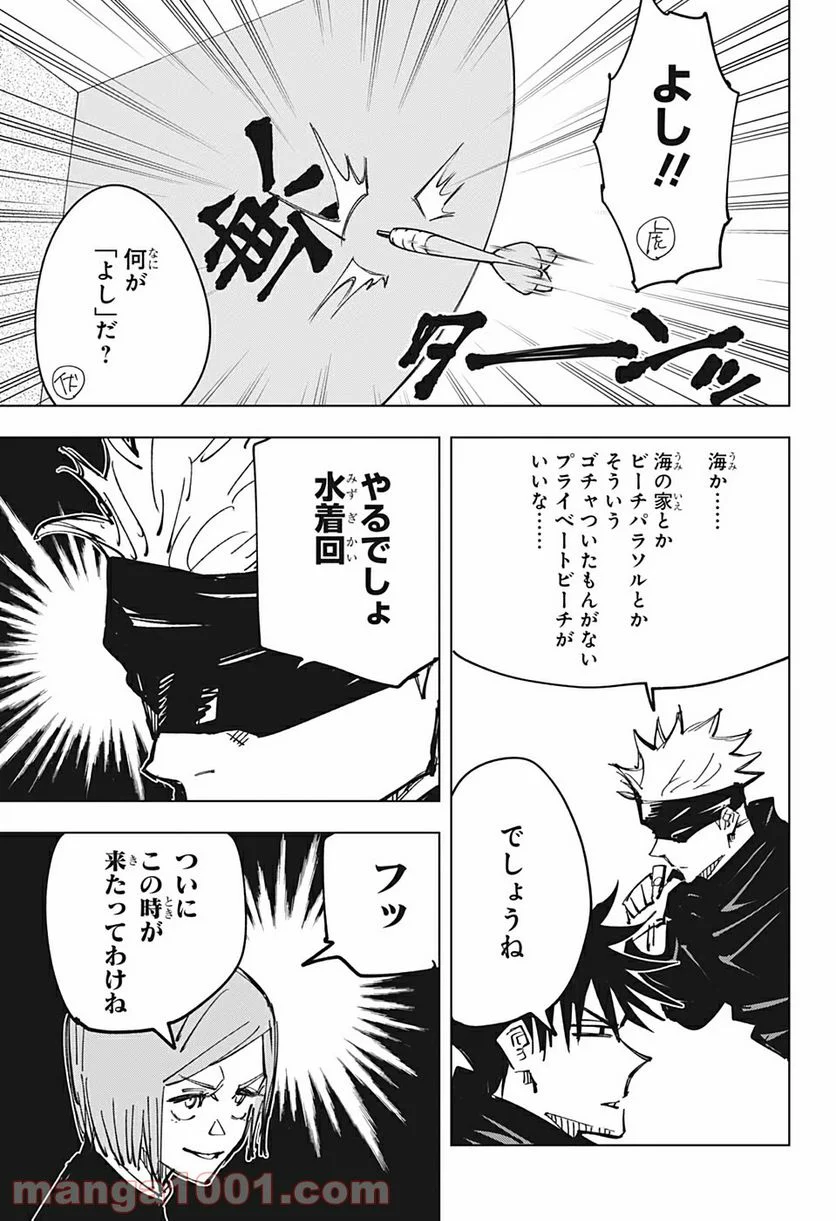 よし!!
虎
海
ターンッ
何が
「よし」だ?
伏
海か……
海の家とか
ビーチパラソルとか
そういう
ゴチャついたもんがない
プライベートビーチが
いいな……
でしょうね
やるでしょ
水着回
フッ
ついに
この時が
来たってわけね
manga1001.com